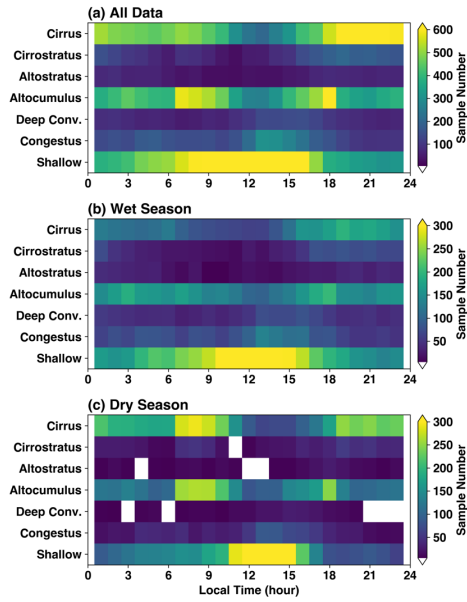 (a) All Data
Cirrus
Cirrostratus
Altostratus
Altocumulus
Deep Conv.
Congestus
Shallow
0 3 6 9 12 15 18 21 24
600
500
400
300
200
100
Sample Number
(b) Wet Season
Cirrus
Cirrostratus
Altostratus
Altocumulus
Deep Conv.
Congestus
Shallow
0 3 6 9 12 15 18 21 24
300
250
200
150
100
50
Sample Number
(c) Dry Season
Cirrus
Cirrostratus
Altostratus
Altocumulus
Deep Conv.
Congestus
Shallow
0 3 6 9 12 15 18 21 24
Local Time (hour)
300
250
200
150
100
50
Sample Number